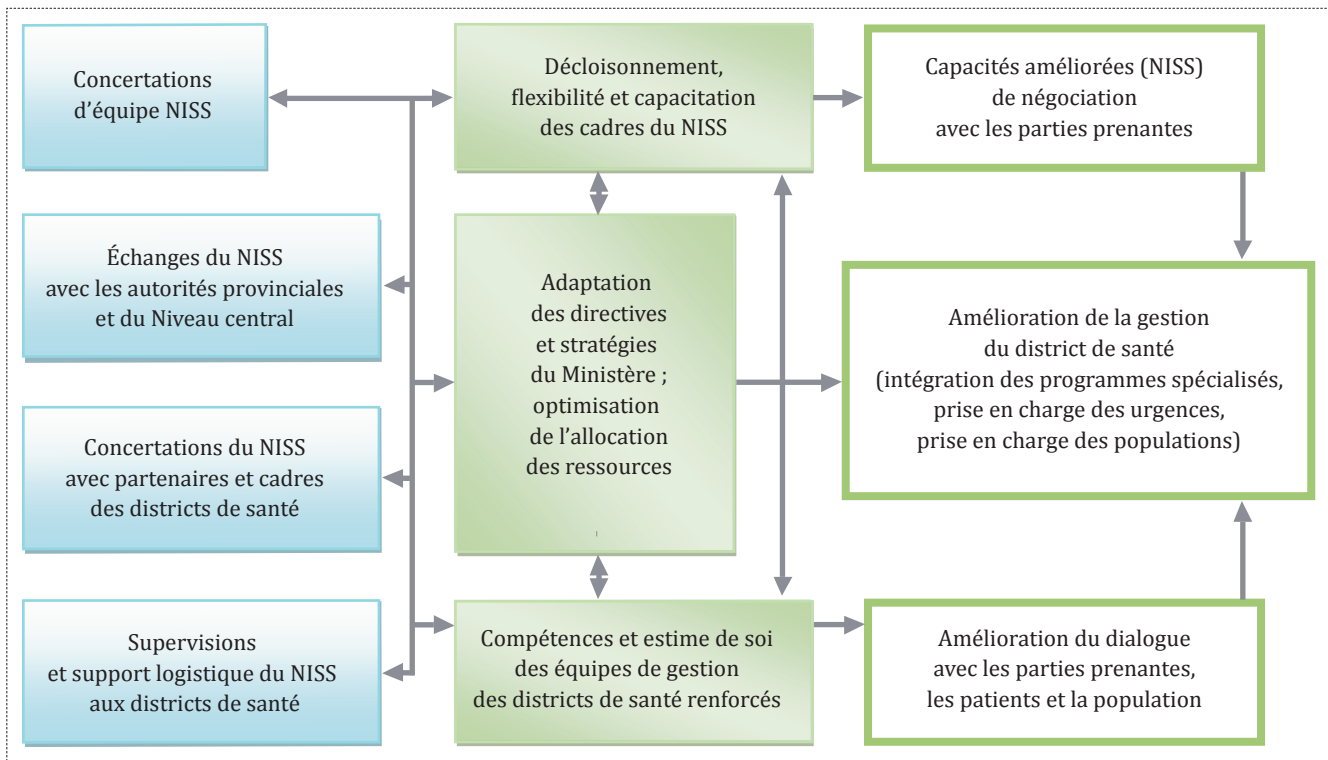 Concertations
d’équipe NISS
Échanges du NISS
avec les autorités provinciales
et du Niveau central
Concertations du NISS
avec partenaires et cadres
des districts de santé
Supervisions
et support logistique du NISS
aux districts de santé
Décloisonnement,
flexibilité et capacitation
des cadres du NISS
Adaptation
des directives
et stratégies
du Ministère ;
optimisation
de l’allocation
des ressources
Compétences et estime de soi
des équipes de gestion
des districts de santé renforcés
Capacités améliorées (NISS)
de négociation
avec les parties prenantes
Amélioration de la gestion
du district de santé
(intégration des programmes spécialisés,
prise en charge des urgences,
prise en charge des populations)
Amélioration du dialogue
avec les parties prenantes,
les patients et la population